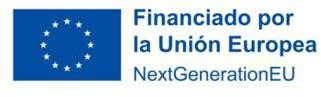 Financiado por
la Unión Europea
NextGenerationEU